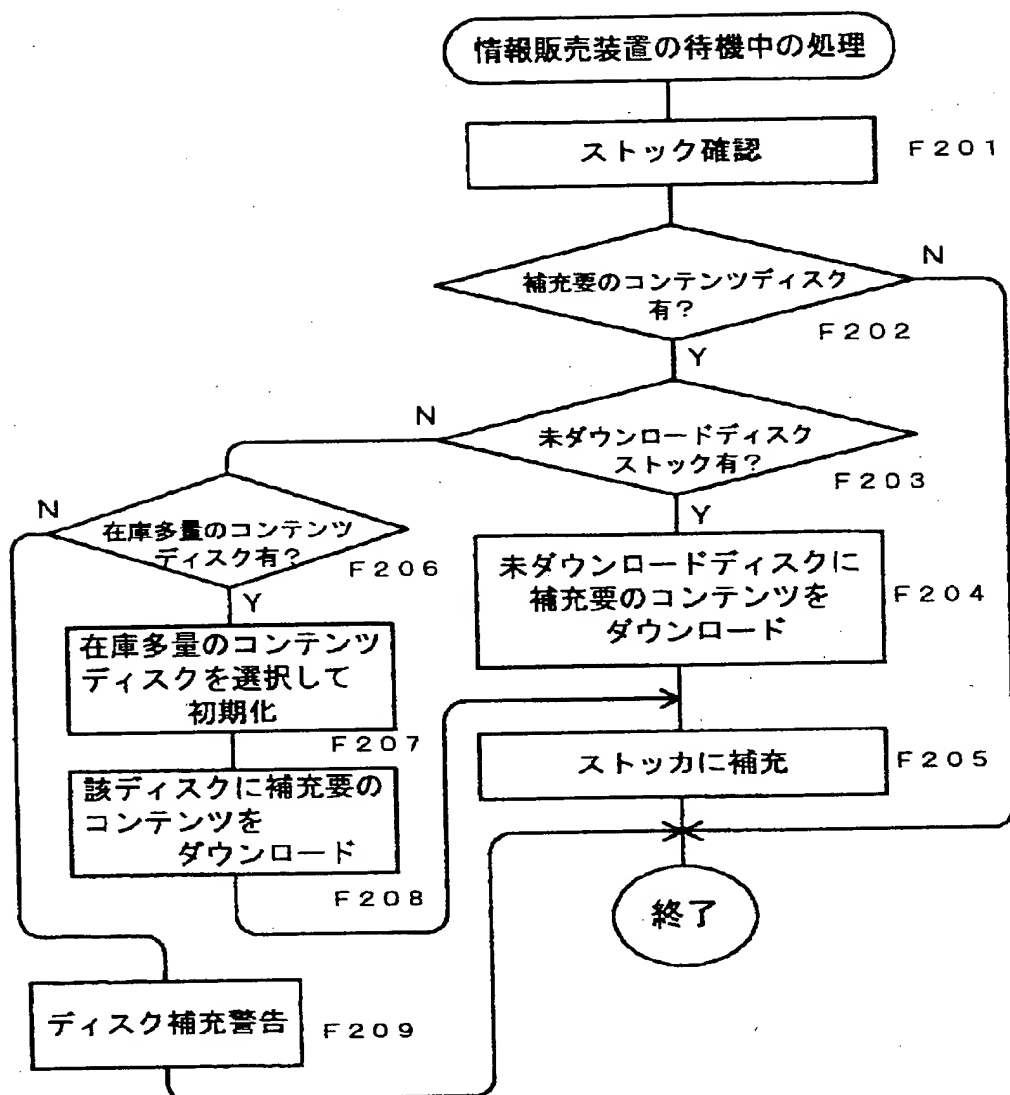 情報販売装置の待機中の処理
ストック確認
F201
補充要のコンテンツディスク
有?
F202
N
Y
未ダウンロードディスク
ストック有?
F203
N
Y
未ダウンロードディスクに
補充要のコンテンツを
ダウンロード
F204
ストッカに補充
F205
終了
在庫多量のコンテンツ
ディスク有?
F206
N
Y
在庫多量のコンテンツ
ディスクを選択して
初期化
F207
該ディスクに補充要の
コンテンツを
ダウンロード
F208
ディスク補充警告
F209